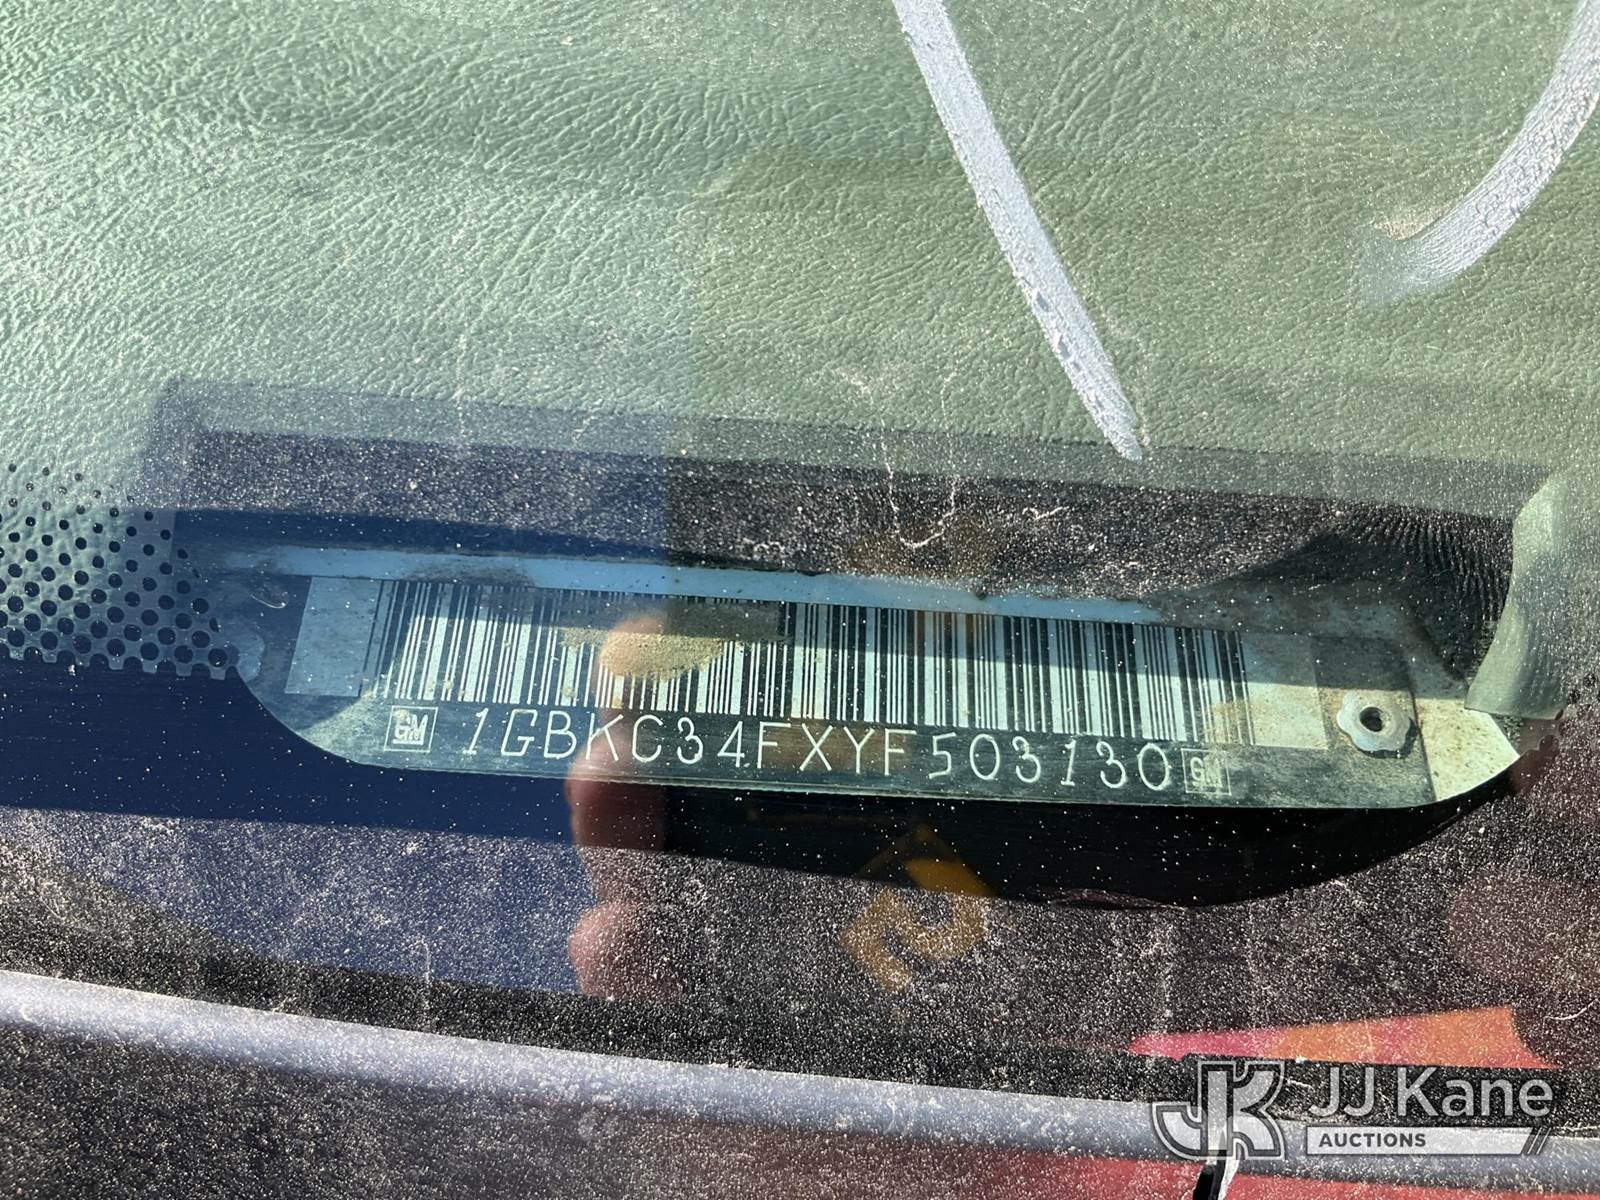 GM 1GBKC34FXYF503130 GM
JJ Kane
AUCTIONS